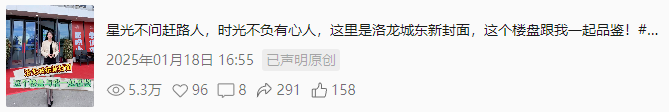 星光不问赶路人，时光不负有心人，这里是洛龙城东新封面，这个楼盘跟我一起品鉴！#...
2025年01月18日 16:55 已声明原创
5.3万 96 8 291 158